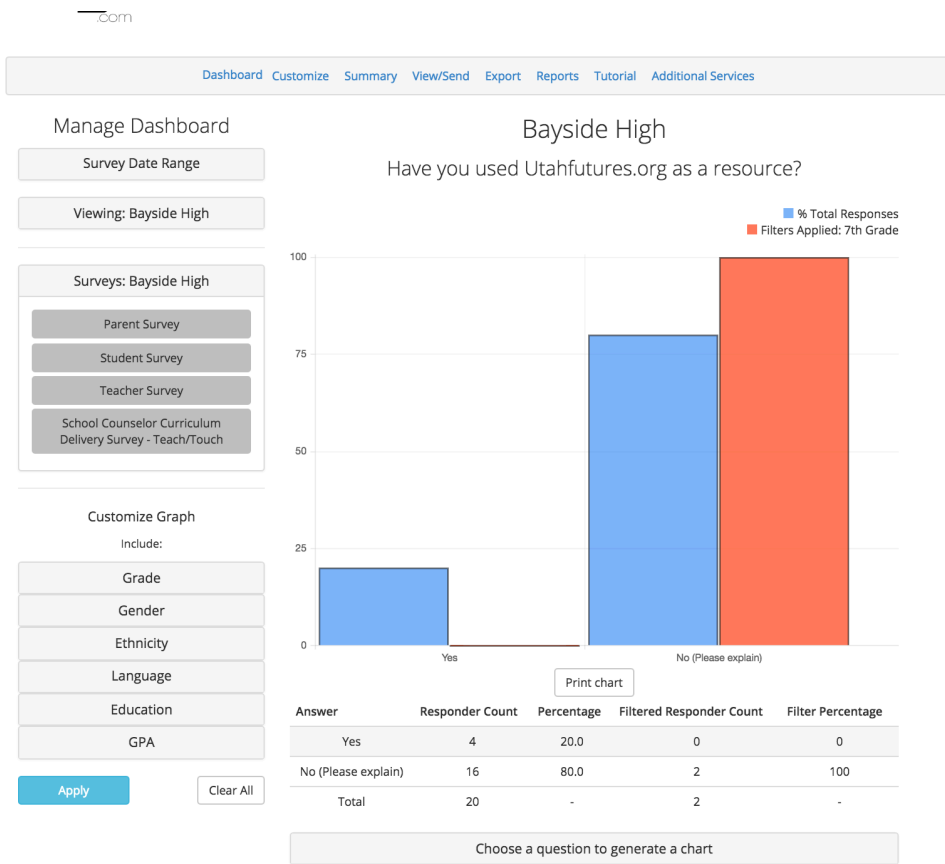 .com
Dashboard Customize Summary View/Send Export Reports Tutorial Additional Services
Manage Dashboard
Survey Date Range
Viewing: Bayside High
Surveys: Bayside High
Parent Survey
Student Survey
Teacher Survey
School Counselor Curriculum
Delivery Survey - Teach/Touch
Customize Graph
Include:
Grade
Gender
Ethnicity
Language
Education
GPA
Apply Clear All
Bayside High
Have you used Utahfutures.org as a resource?
% Total Responses
Filters Applied: 7th Grade
100
75
50
25
0
Yes No (Please explain)
Print chart
Answer Responder Count Percentage Filtered Responder Count Filter Percentage
Yes 4 20.0 0 0
No (Please explain) 16 80.0 2 100
Total 20 - 2 -
Choose a question to generate a chart